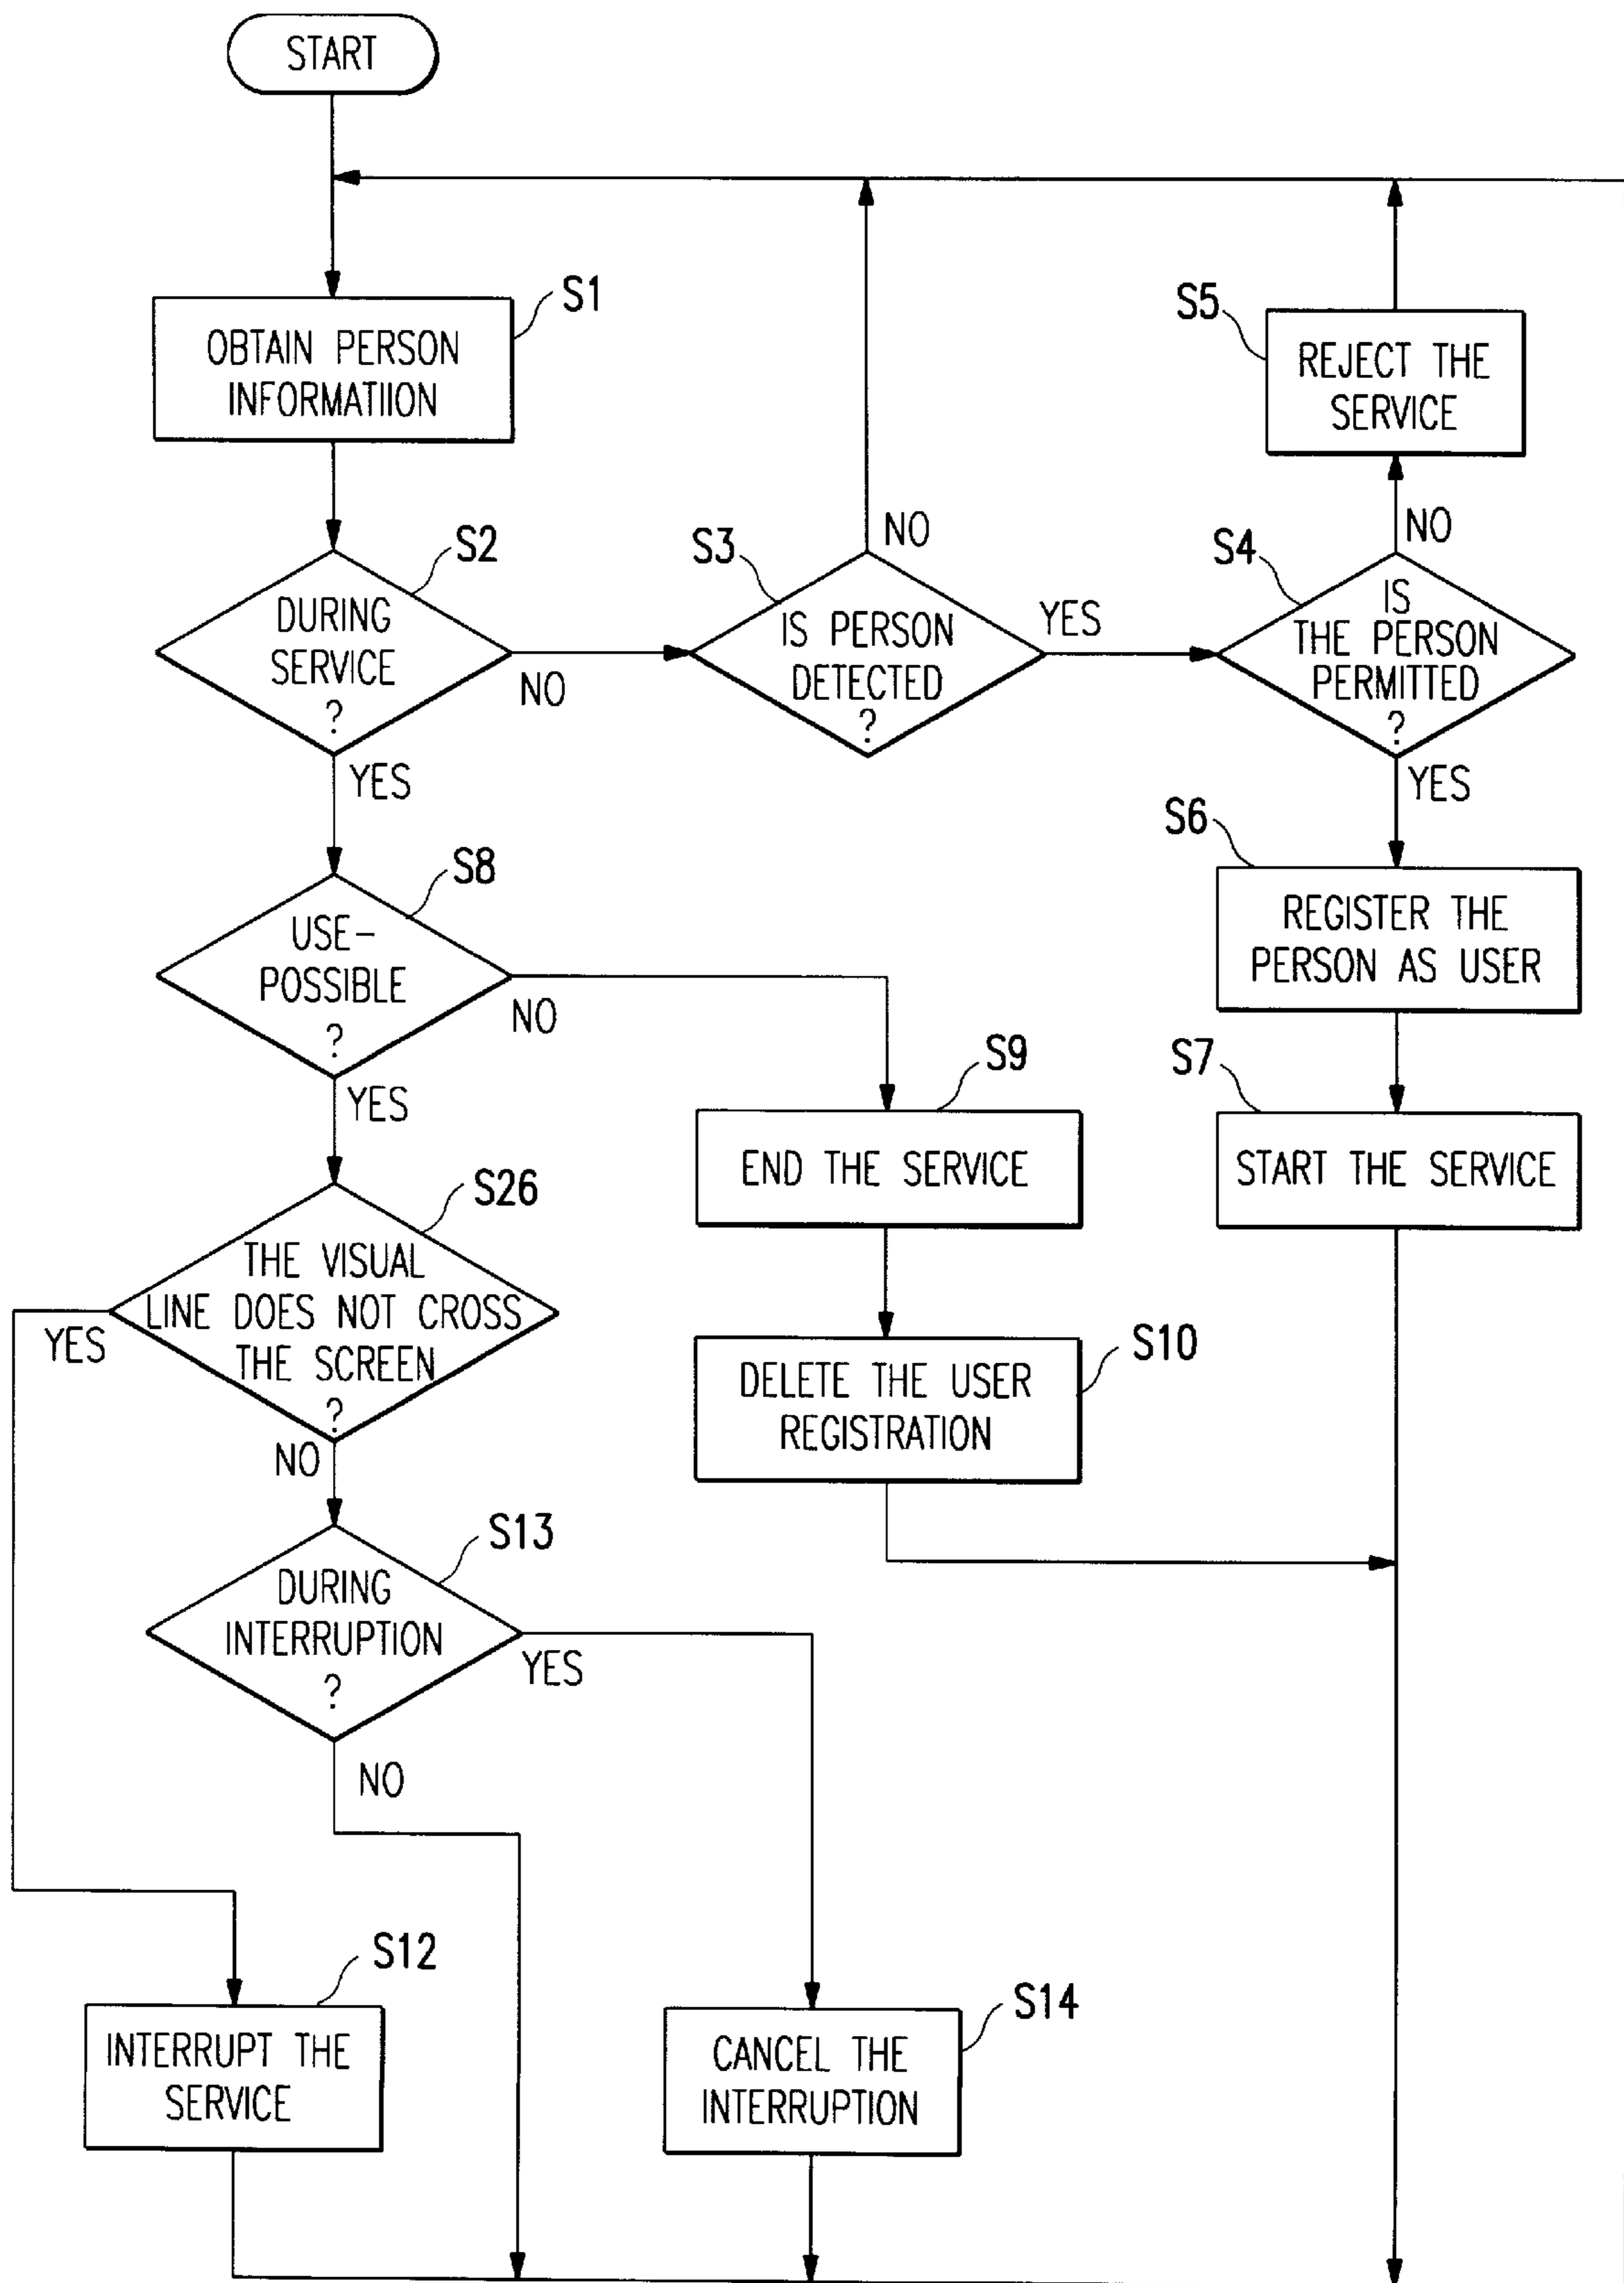 START
S1
OBTAIN PERSON
INFORMATIION
S2
DURING
SERVICE
?
NO
YES
S3
IS PERSON
DETECTED
?
NO
YES
S4
IS
THE PERSON
PERMITTED
?
NO
YES
S5
REJECT THE
SERVICE
S6
REGISTER THE
PERSON AS USER
S7
START THE SERVICE
S8
USE-
POSSIBLE
?
NO
YES
S9
END THE SERVICE
S10
DELETE THE USER
REGISTRATION
S26
THE VISUAL
LINE DOES NOT CROSS
THE SCREEN
?
YES
NO
S13
DURING
INTERRUPTION
?
YES
NO
S12
INTERRUPT THE
SERVICE
S14
CANCEL THE
INTERRUPTION